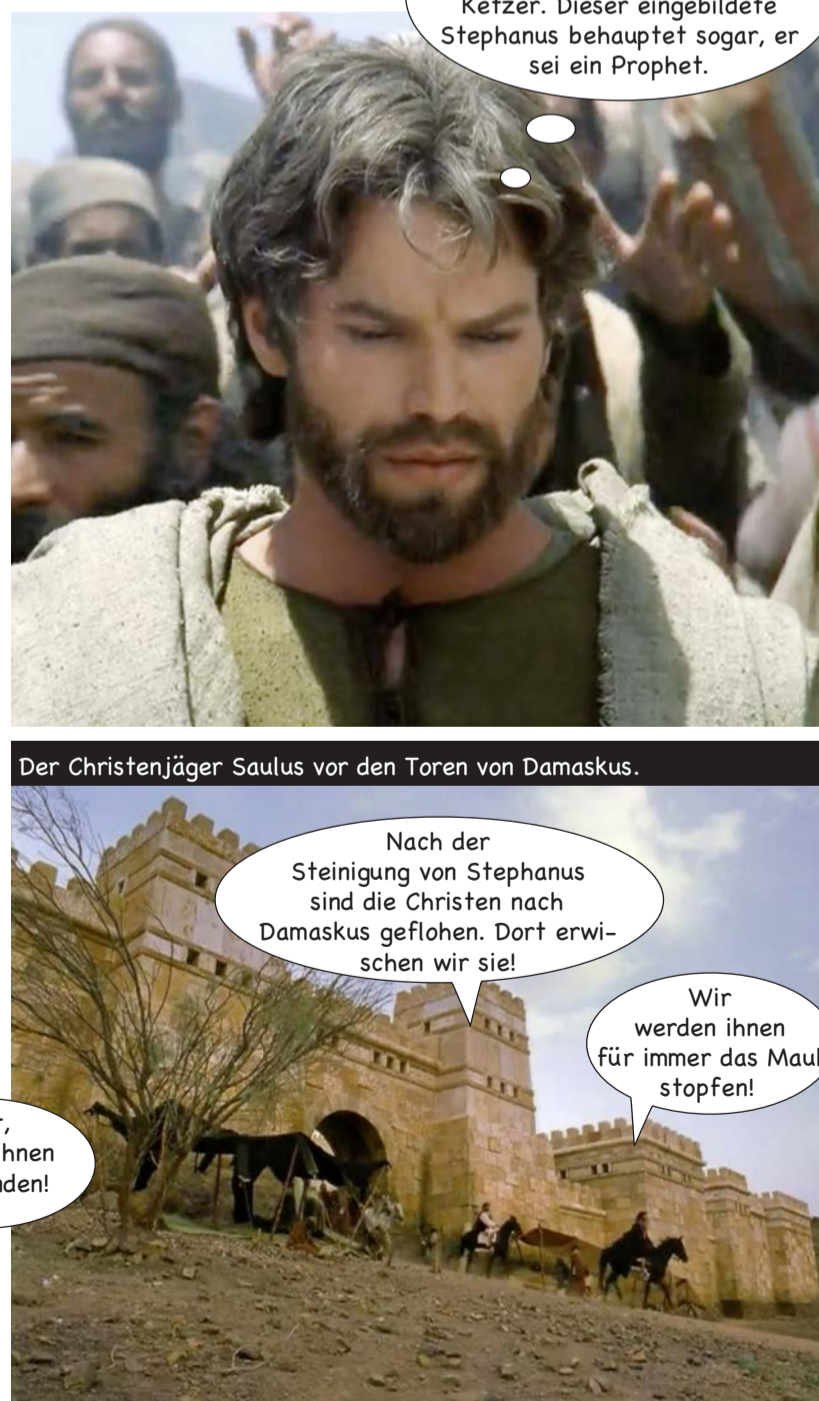 Ketzer. Dieser eingebildete
Stephanus behauptet sogar, er
sei ein Prophet.
Der Christenjäger Saulus vor den Toren von Damaskus.
Nach der
Steinigung von Stephanus
sind die Christen nach
Damaskus geflohen. Dort erwi-
schen wir sie!
Wir
werden ihnen
für immer das Maul
stopfen!